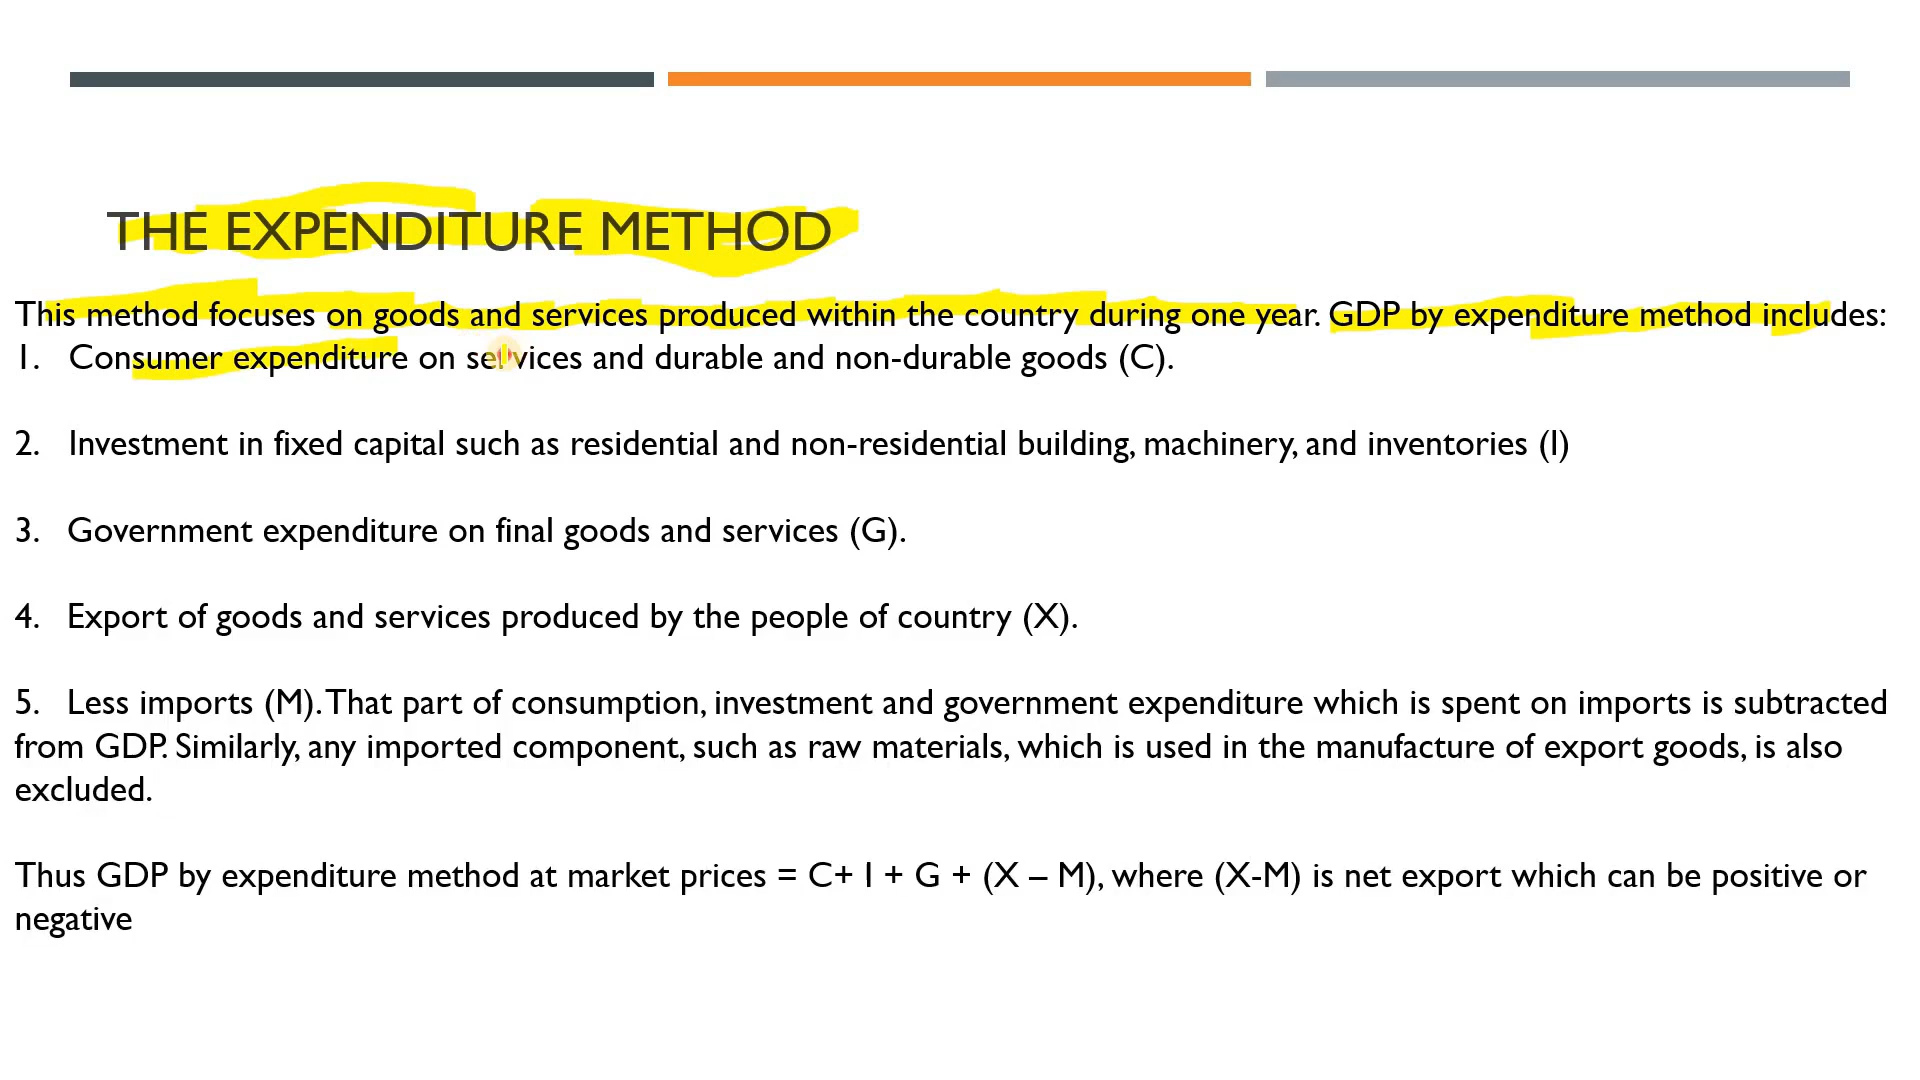 THE EXPENDITURE METHOD
This method focuses on goods and services produced within the country during one year. GDP by expenditure method includes:
1. Consumer expenditure on services and durable and non-durable goods (C).
2. Investment in fixed capital such as residential and non-residential building, machinery, and inventories (I)
3. Government expenditure on final goods and services (G).
4. Export of goods and services produced by the people of country (X).
5. Less imports (M). That part of consumption, investment and government expenditure which is spent on imports is subtracted
from GDP. Similarly, any imported component, such as raw materials, which is used in the manufacture of export goods, is also
excluded.
Thus GDP by expenditure method at market prices = C+ I + G + (X – M), where (X-M) is net export which can be positive or
negative